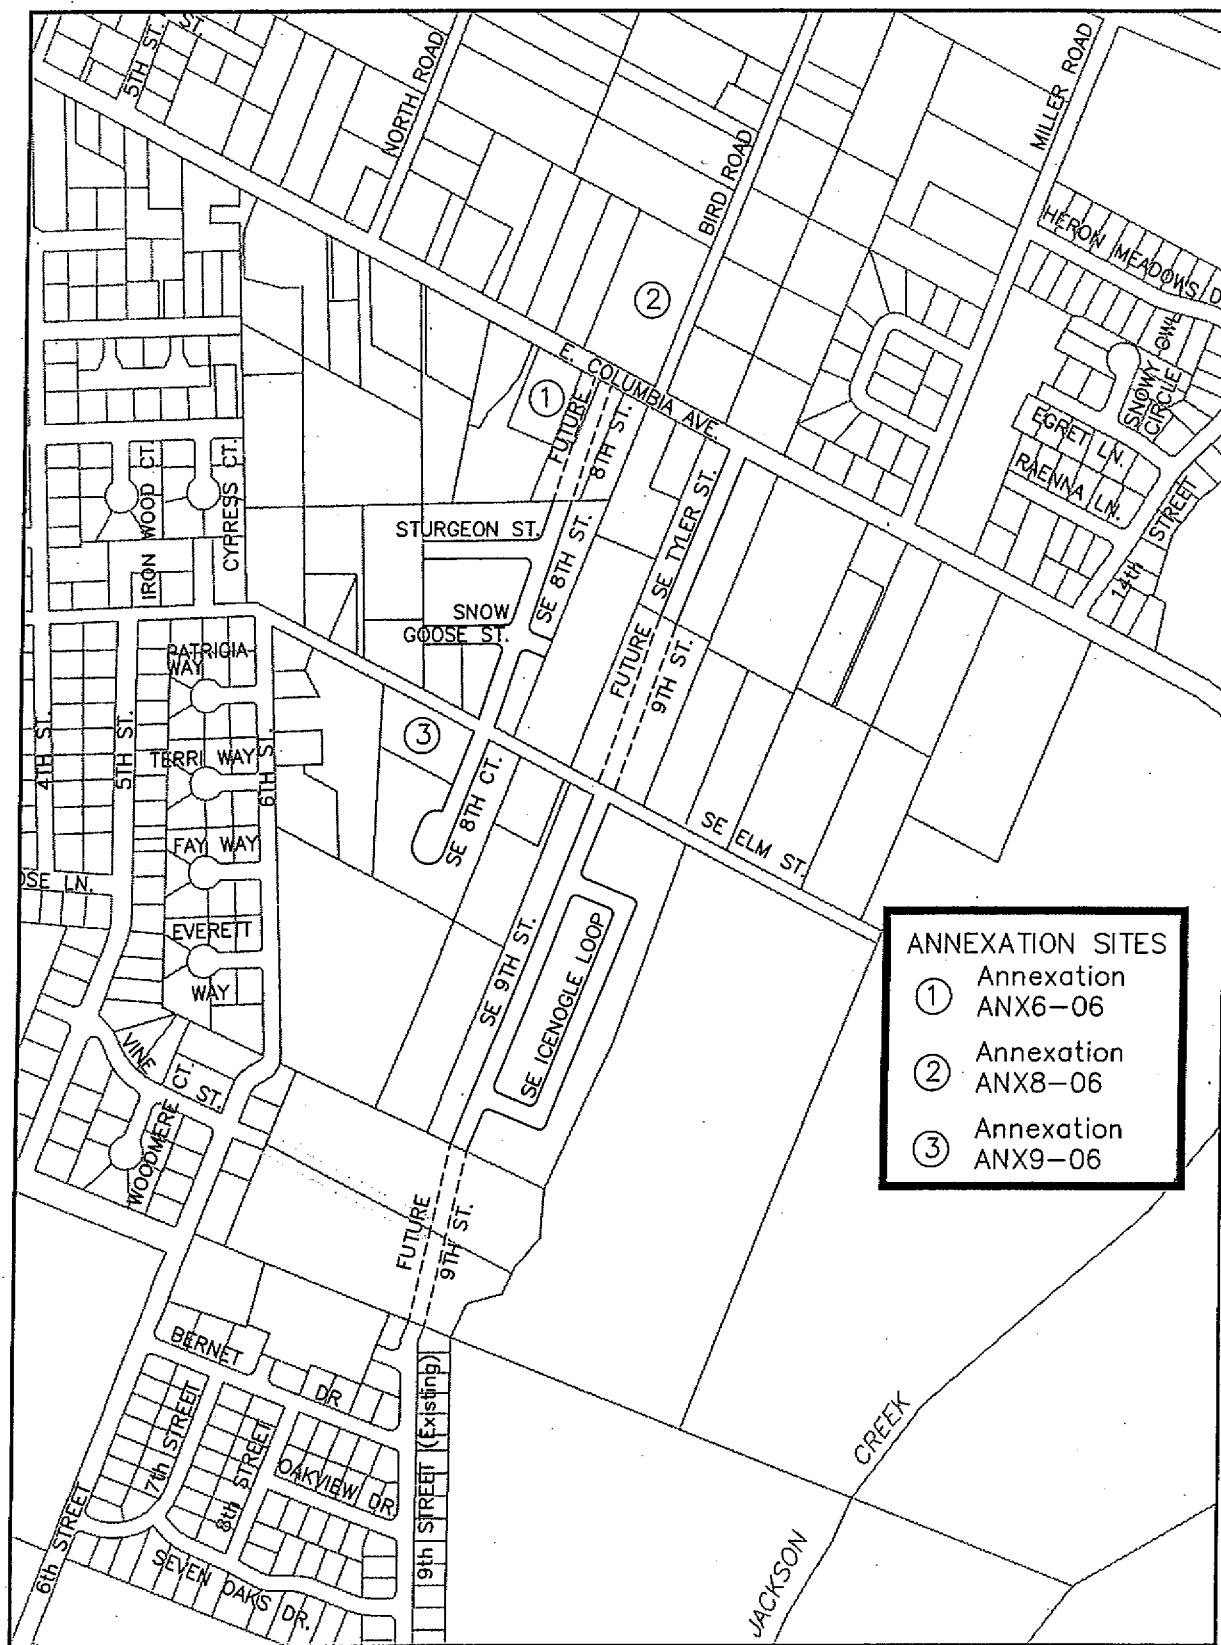 5TH ST.
ST.
NORTH ROAD
BIRD ROAD
MILLER ROAD
HERON MEADOWS D
SNOWY OWL
CIRCLE
EGRET LN.
RAENNA LN.
14th STREET
E. COLUMBIA AVE.
1
2
FUTURE
8TH ST.
SE TYLER ST.
IRON WOOD CT.
CYPRESS CT.
STURGEON ST.
SE 8TH ST.
SNOW
GOOSE ST.
FUTURE
9TH ST.
PATRICIA
WAY
4TH ST.
5TH ST.
TERRI WAY
6TH S.
3
SE 8TH CT.
FAY WAY
SE ELM ST.
OSE LN.
EVERETT
WAY
SE 9TH ST.
SE ICENOGLE LOOP
VINE
ST.
WOODMERE CT.
ANNEXATION SITES
1 Annexation
ANX6-06
2 Annexation
ANX8-06
3 Annexation
ANX9-06
FUTURE
9TH ST.
BERNET
DR
7th STREET
8th STREET
OAKVIEW DR
9th STREET (Existing)
6th STREET
SEVEN OAKS DR.
JACKSON CREEK